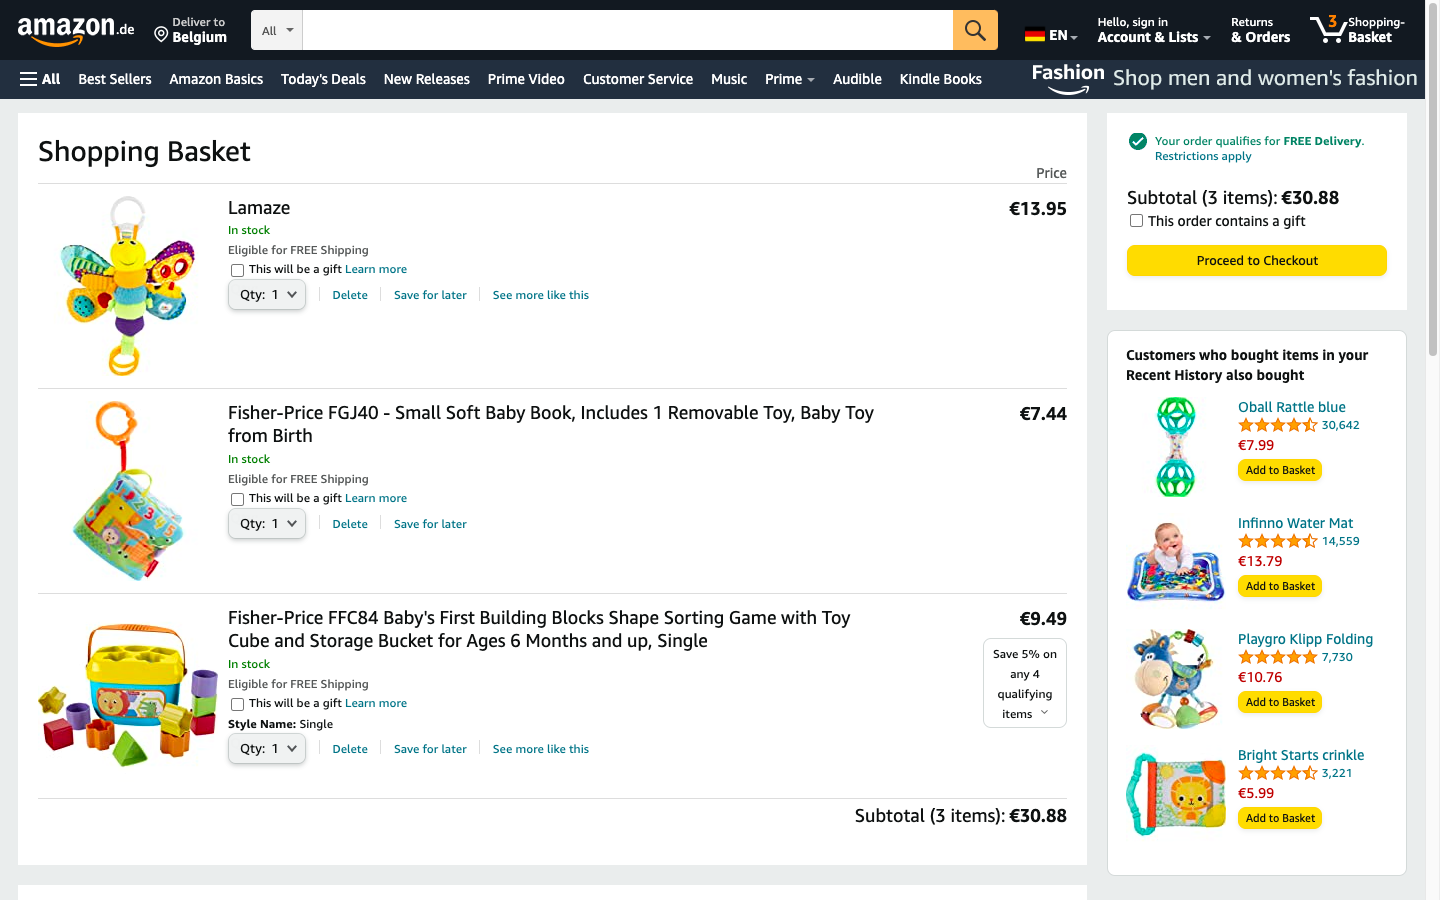 amazon.de
Deliver to
Belgium
All
EN
Hello, sign in
Account & Lists
Returns
& Orders
3
Shopping-
Basket
All
Best Sellers
Amazon Basics
Today's Deals
New Releases
Prime Video
Customer Service
Music
Prime
Audible
Kindle Books
Fashion
Shop men and women's fashion
Shopping Basket
Price
Lamaze
€13.95
In stock
Eligible for FREE Shipping
This will be a gift Learn more
Qty: 1
Delete
Save for later
See more like this
Fisher-Price FGJ40 - Small Soft Baby Book, Includes 1 Removable Toy, Baby Toy
from Birth
€7.44
In stock
Eligible for FREE Shipping
This will be a gift Learn more
Qty: 1
Delete
Save for later
Fisher-Price FFC84 Baby's First Building Blocks Shape Sorting Game with Toy
Cube and Storage Bucket for Ages 6 Months and up, Single
€9.49
Save 5% on
any 4
qualifying
items
In stock
Eligible for FREE Shipping
This will be a gift Learn more
Style Name: Single
Qty: 1
Delete
Save for later
See more like this
Subtotal (3 items): €30.88
Your order qualifies for FREE Delivery.
Restrictions apply
Subtotal (3 items): €30.88
This order contains a gift
Proceed to Checkout
Customers who bought items in your
Recent History also bought
Oball Rattle blue
30,642
€7.99
Add to Basket
Infinno Water Mat
14,559
€13.79
Add to Basket
Playgro Klipp Folding
7,730
€10.76
Add to Basket
Bright Starts crinkle
3,221
€5.99
Add to Basket